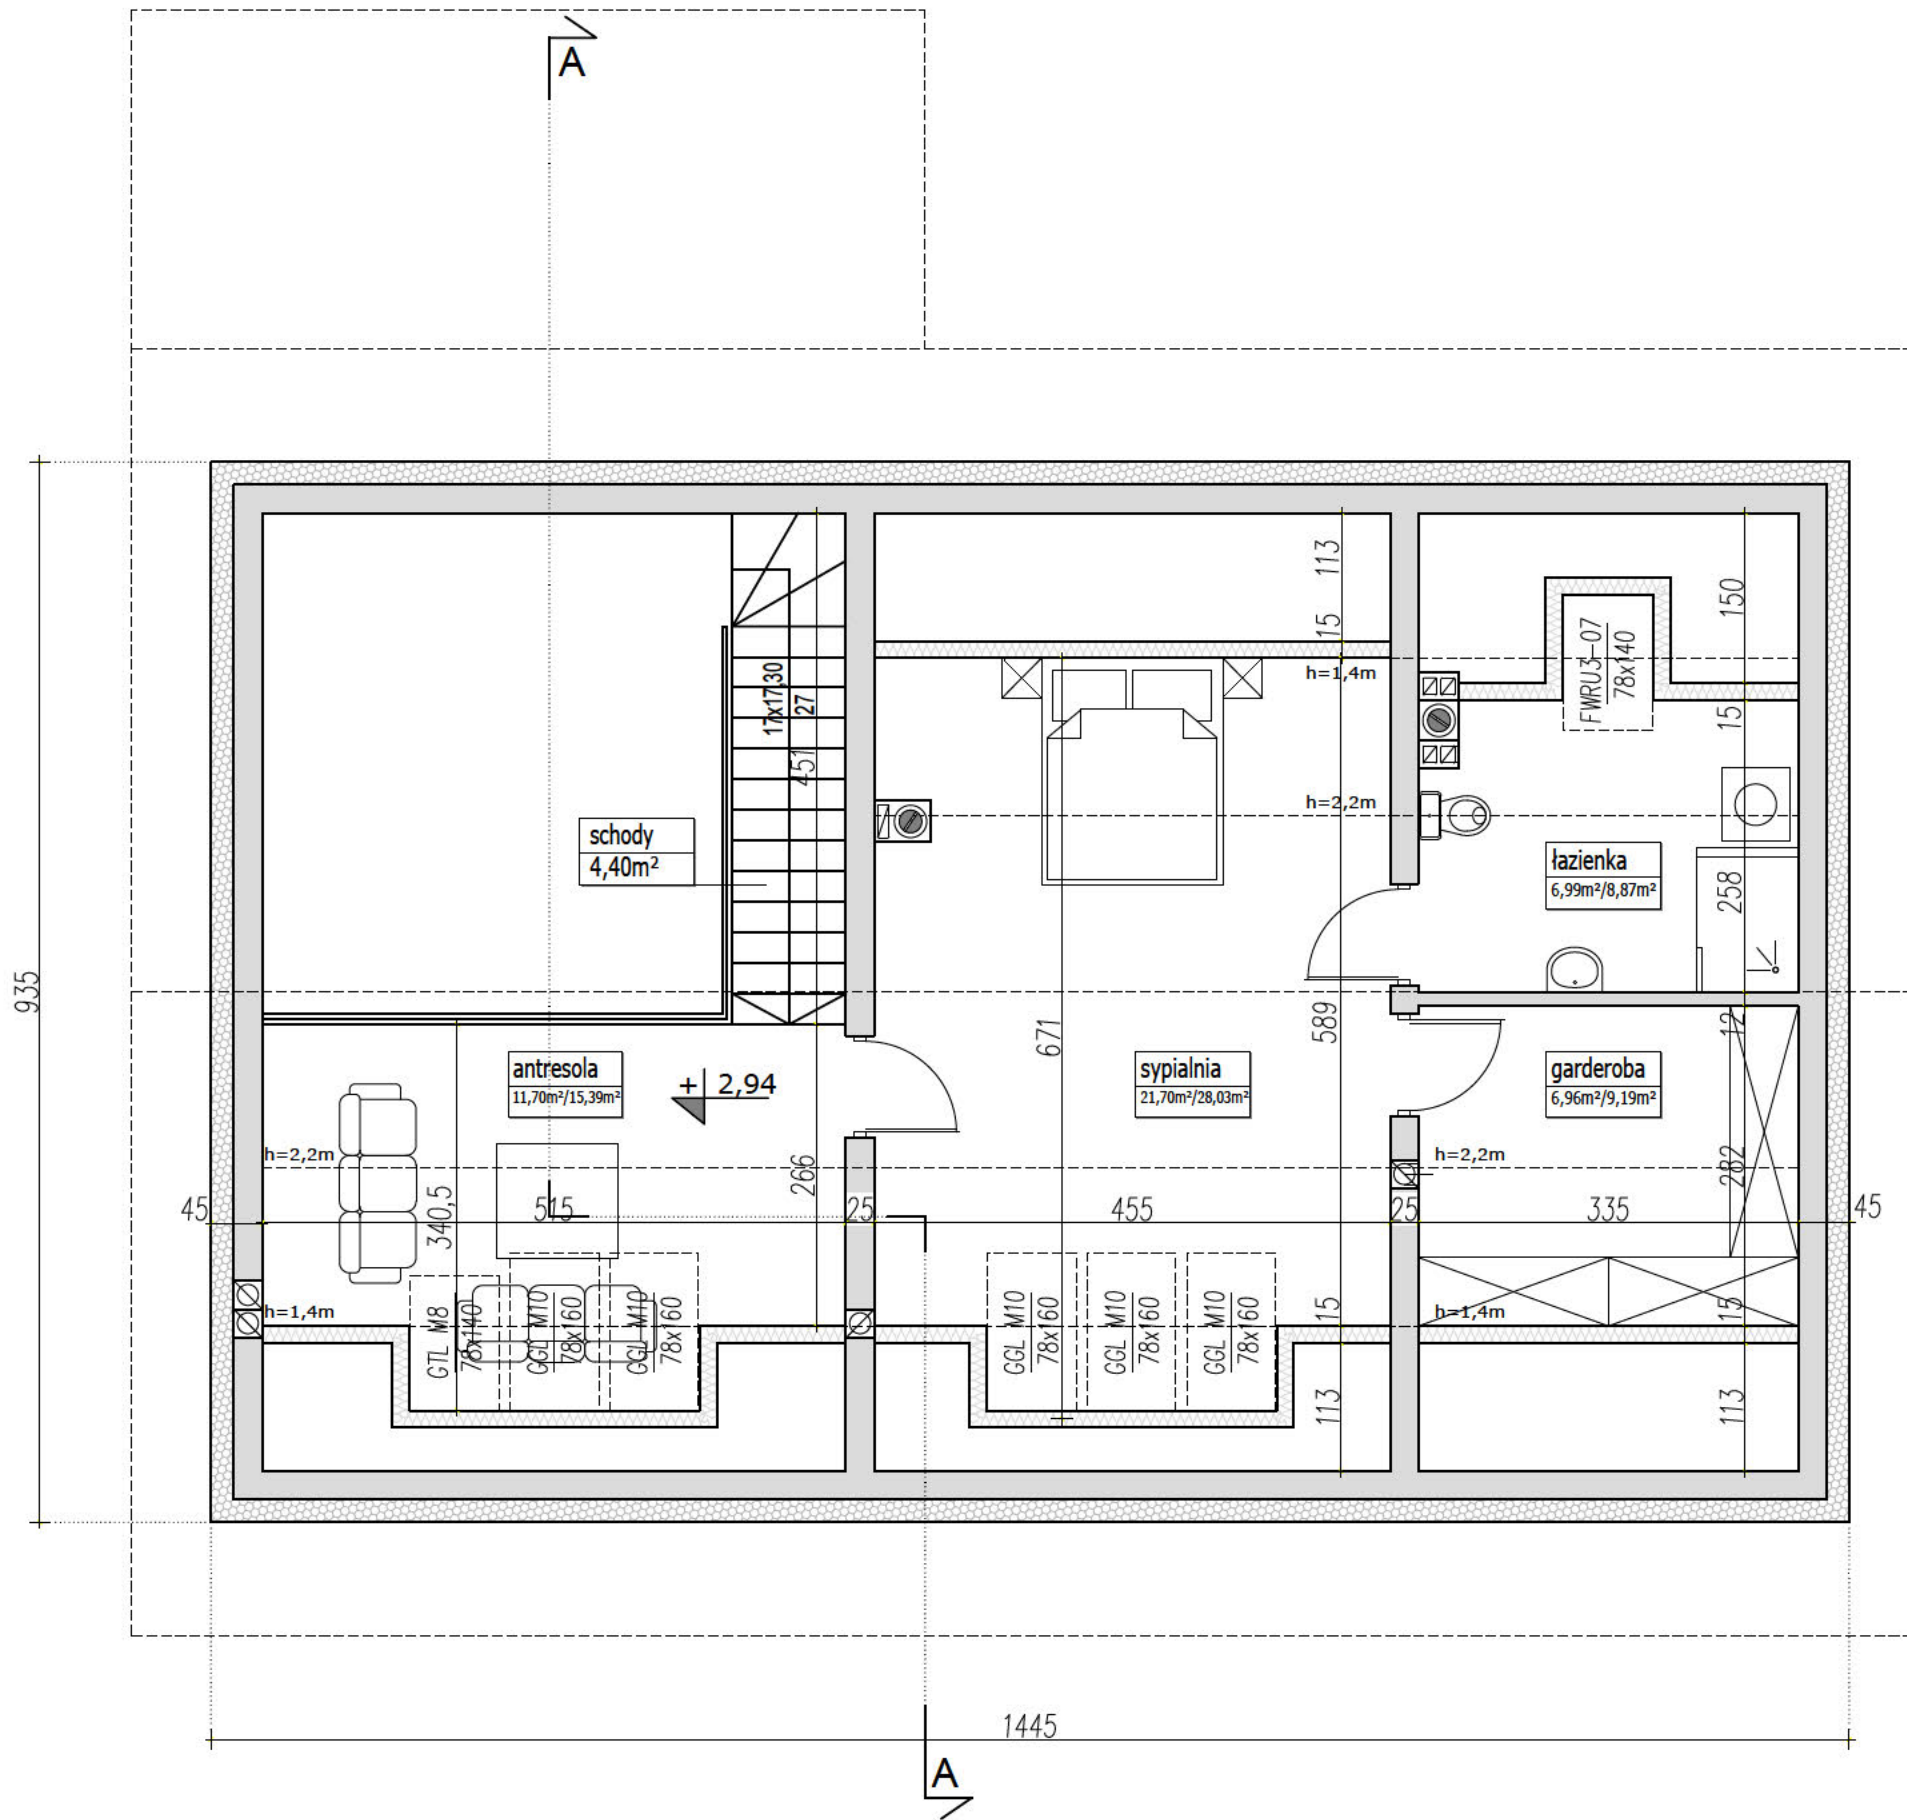 A
113
15
150
h=1,4m
FWRU3-07
78x140
15
17x17,30
27
451
h=2,2m
schody
4,40m²
łazienka
6,99m²/8,87m²
258
935
671
589
12
antresola
11,70m²/15,39m²
+ 2,94
sypialnia
21,70m²/28,03m²
garderoba
6,96m²/9,19m²
h=2,2m
266
h=2,2m
282
45
340,5
515
25
455
25
335
45
h=1,4m
GTL M8
78x140
GGL M10
78x160
GGL M10
78x160
GGL M10
78x160
GGL M10
78x160
GGL M10
78x160
15
h=1,4m
15
113
113
1445
A